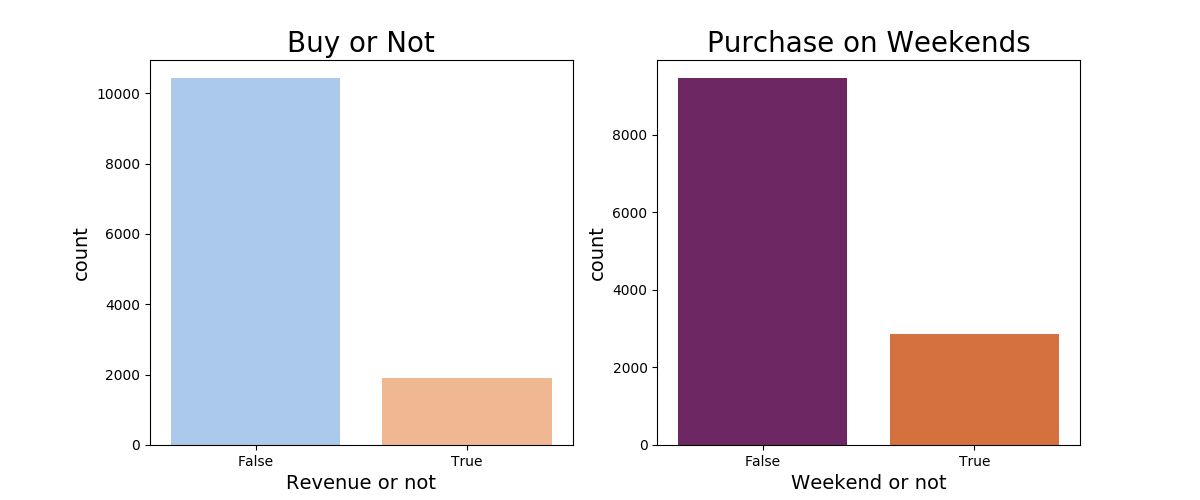 Buy or Not
10000
8000
6000
4000
2000
0
count
False
True
Revenue or not
Purchase on Weekends
8000
6000
4000
2000
0
count
False
True
Weekend or not